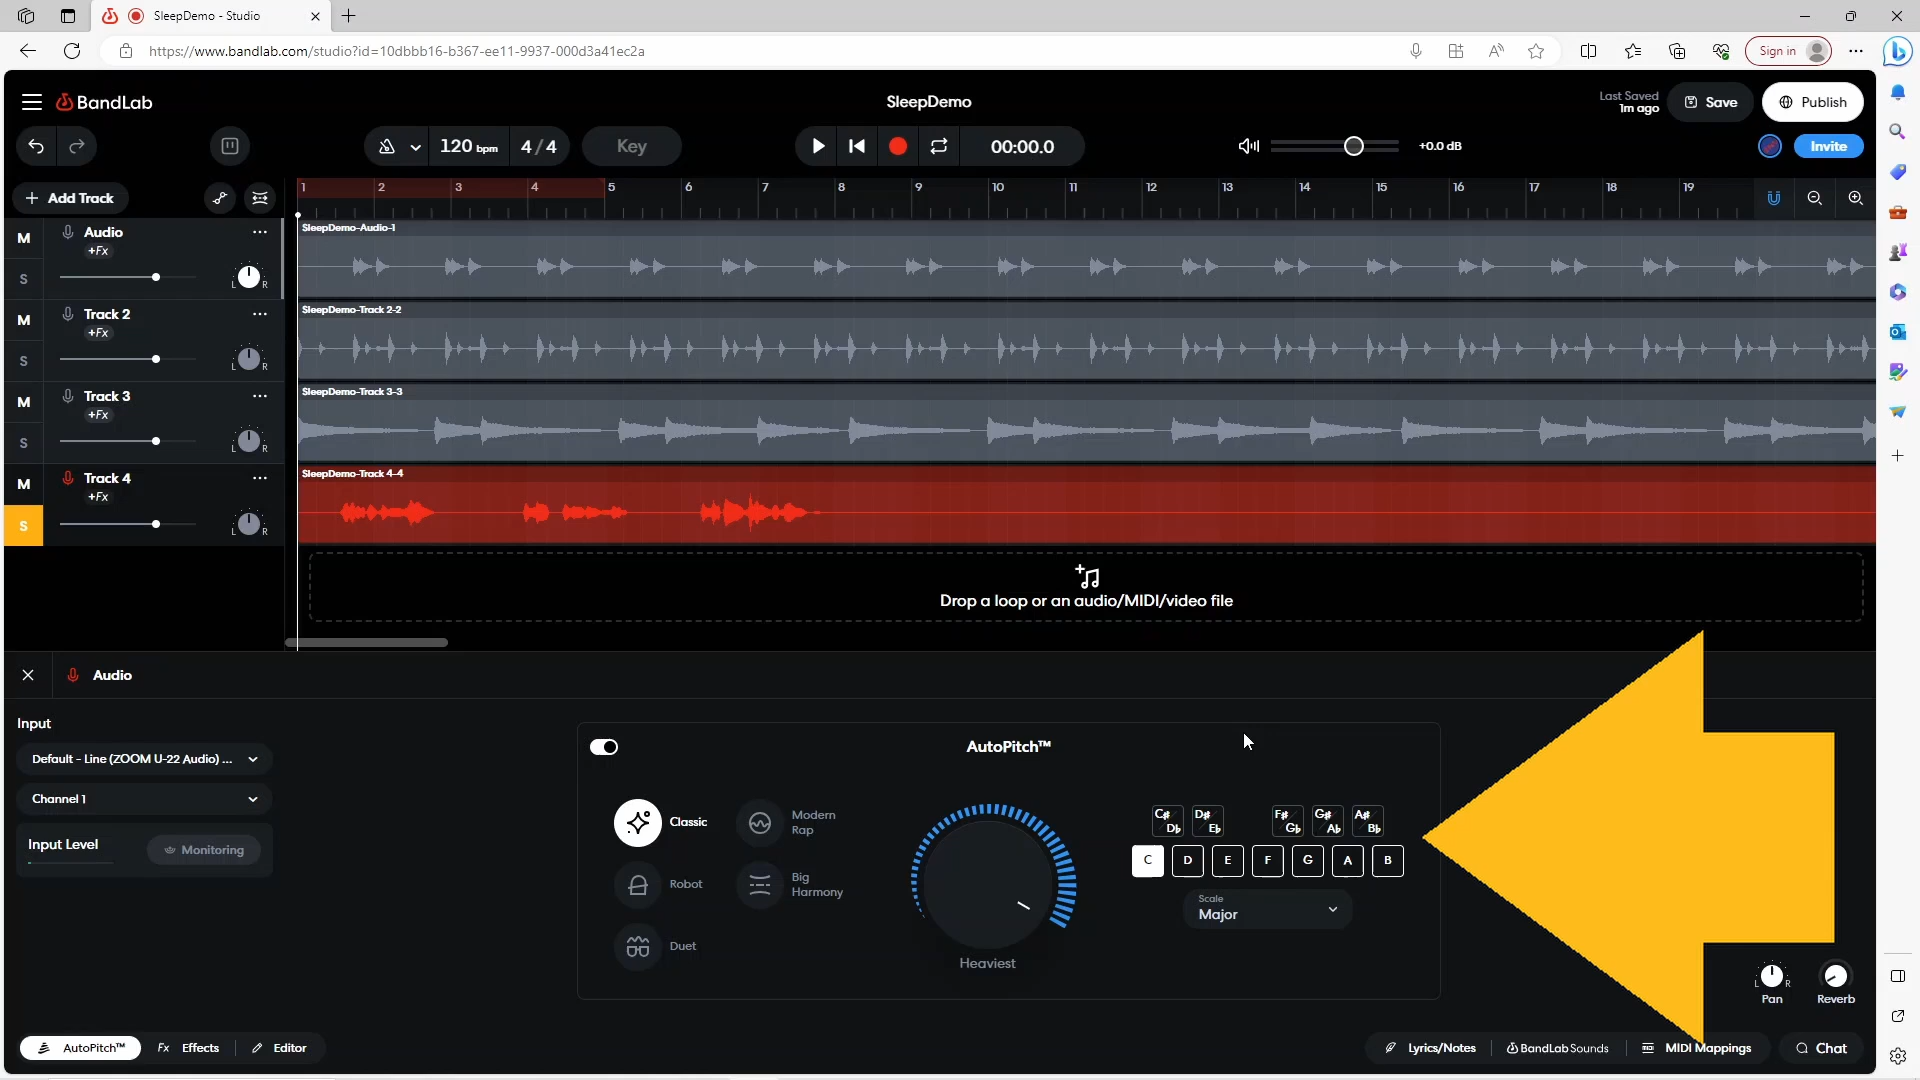 SleepDemo - Studio
https://www.bandlab.com/studio?id=10dbbb16-b367-ee11-9937-000d3a41ec2a
Sign in
BandLab
SleepDemo
Last Saved
1m ago
Save
Publish
120 bpm
4/4
Key
00:00.0
+0.0 dB
Invite
Add Track
1 2 3 4 5 6 7 8 9 10 11 12 13 14 15 16 17 18 19
M
Audio
+Fx
S
L R
SleepDemo-Audio-1
M
Track 2
+Fx
S
L R
SleepDemo-Track 2-2
M
Track 3
+Fx
S
L R
SleepDemo-Track 3-3
M
Track 4
+Fx
S
L R
SleepDemo-Track 4-4
Drop a loop or an audio/MIDI/video file
Audio
Input
Default - Line (ZOOM U-22 Audio) ...
Channel 1
Input Level
Monitoring
AutoPitch™
Classic
Modern
Rap
Robot
Big
Harmony
Duet
Heaviest
C# Db
D# Eb
F# Gb
G# Ab
A# Bb
C D E F G A B
Scale
Major
L R
Pan
Reverb
AutoPitch™
Fx Effects
Editor
Lyrics/Notes
BandLab Sounds
MIDI Mappings
Chat